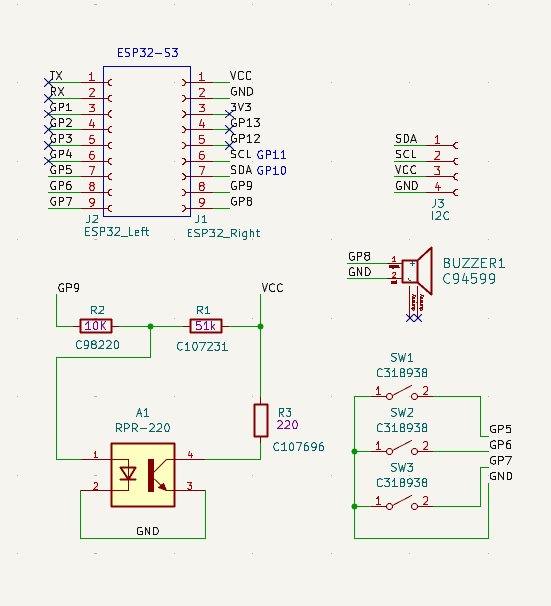 ESP32-S3
TX 1 1 VCC
RX 2 2 GND
GP1 3 3 3V3
GP2 4 4 GP13
GP3 5 5 GP12
GP4 6 6 SCL GP11
GP5 7 7 SDA GP10
GP6 8 8 GP9
GP7 9 9 GP8
J2 J1
ESP32_Left ESP32_Right
SDA 1
SCL 2
VCC 3
GND 4
J3
I2C
GP8 1 + BUZZER1
GND 2 - C94599
dummy dummy
GP9 VCC
R2 R1
10K 51k
C98220 C107231
R3
220
C107696
A1
RPR-220
1 4
2 3
GND
SW1
C318938
1 2
GP5
SW2
C318938
1 2
GP6
GP7
SW3
C318938
GND
1 2